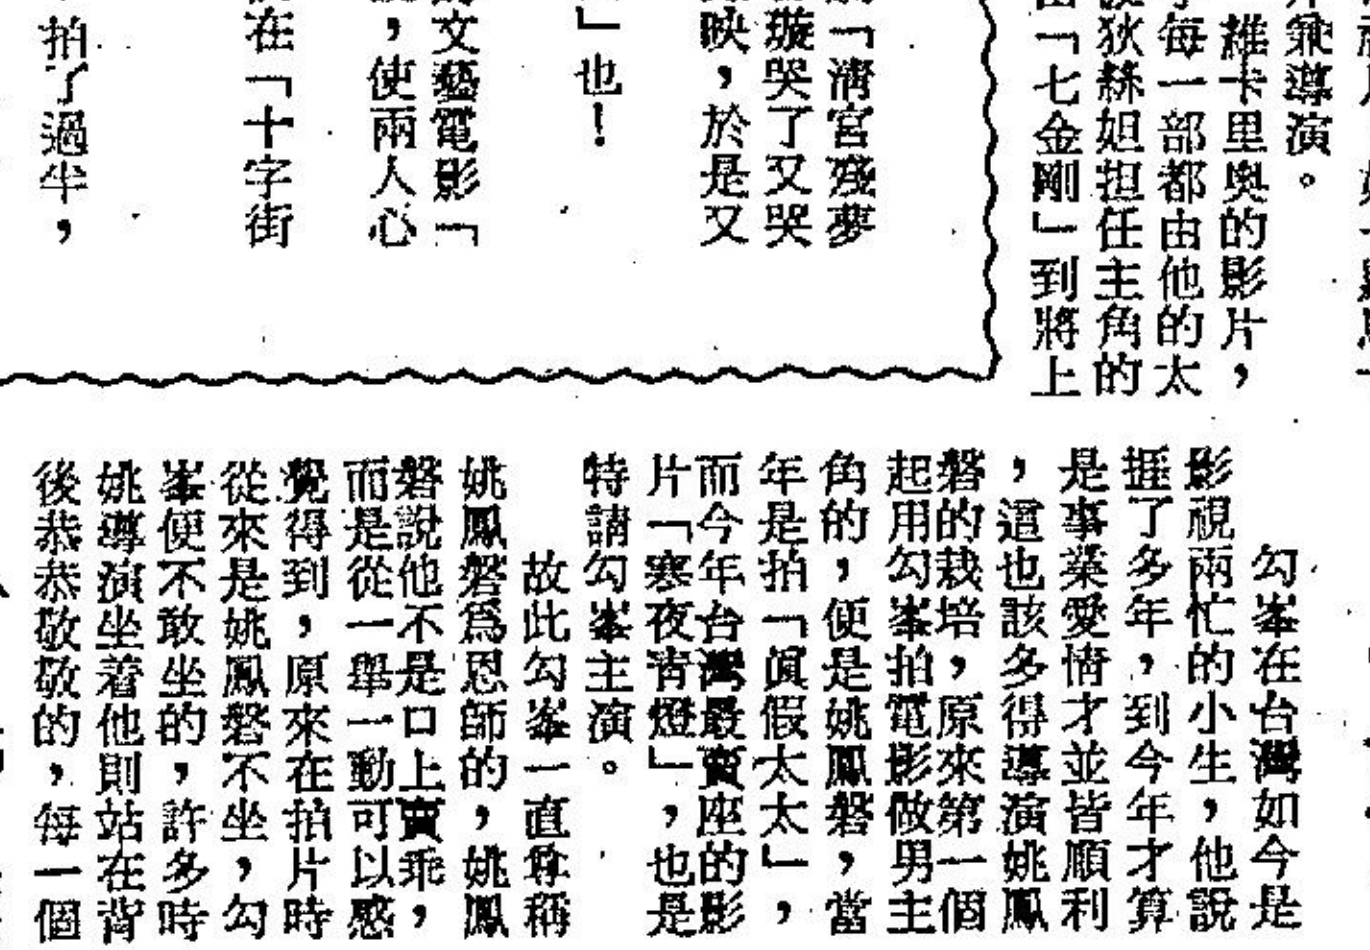 兼導演。
維卡里奧的影片，
每一部都由他的太
狄絲妲担任主角的
「七金剛」到將上
「清宮殘夢
璇哭了又哭
映，於是又
」也！
文藝電影「
，使兩人心
在「十字街
拍了過半，
勾峯在台灣如今是
影視兩忙的小生，他說
捱了多年，到今年才算
是事業愛情才並皆順利
，這也該多得導演姚鳳
磐的栽培，原來第一個
起用勾峯拍電影做男主
角的，便是姚鳳磐，當
年是拍「眞假太太」，
而今年台灣最賣座的影
片「寒夜靑燈」，也是
特請勾峯主演。
故此勾峯一直尊稱
姚鳳磐爲恩師的，姚鳳
磐說他不是口上賣乖，
而是從一舉一動可以感
覺得到，原來在拍片時
從來是姚鳳磐不坐，勾
峯便不敢坐的，許多時
姚導演坐着他則站在背
後恭恭敬敬的，每一個